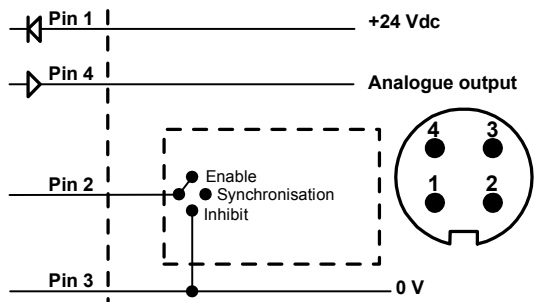 Pin 1
+24 Vdc
Pin 4
Analogue output
4 3
Enable
Pin 2
Synchronisation
1 2
Inhibit
Pin 3
0 V